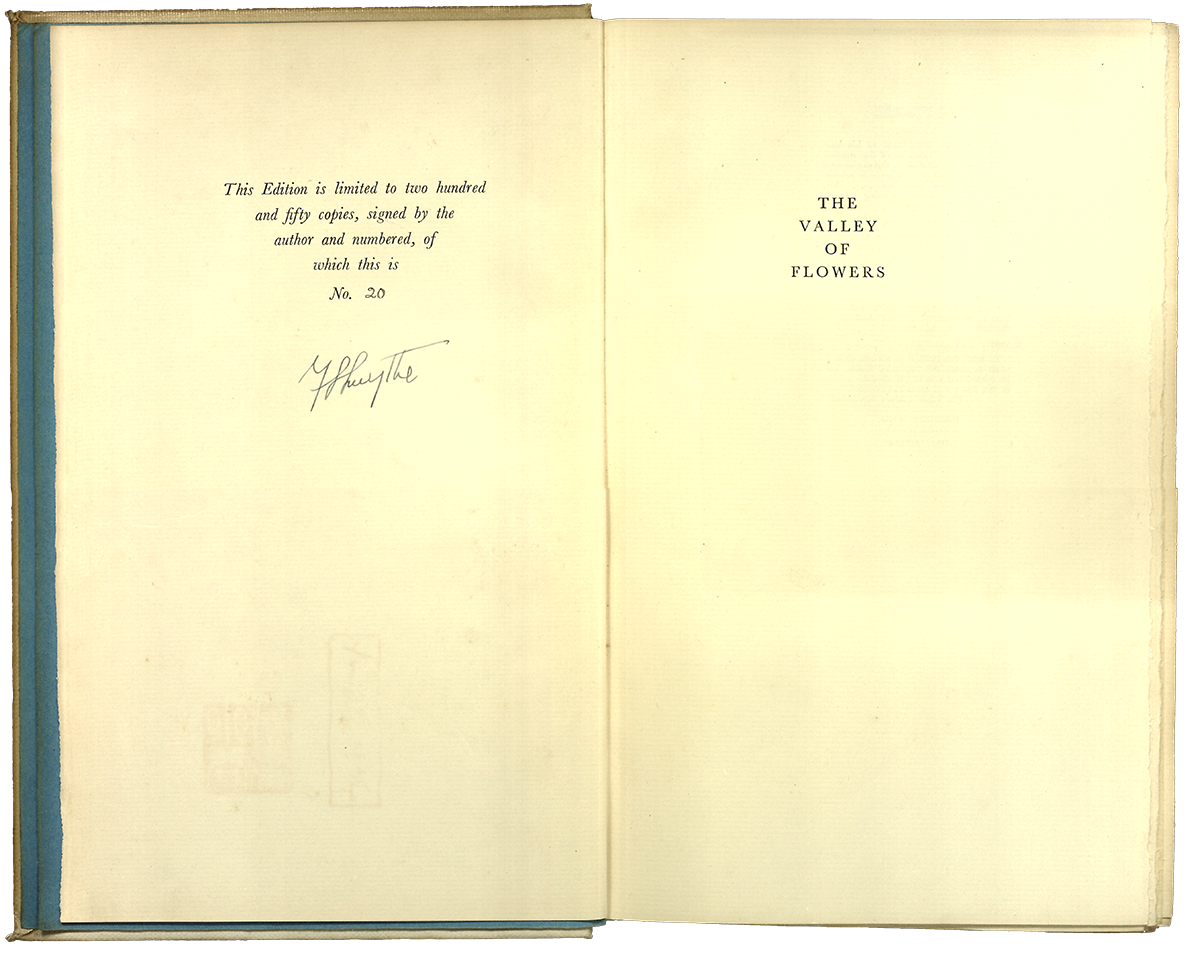 This Edition is limited to two hundred
and fifty copies, signed by the
author and numbered, of
which this is
No. 20
FSSmythe
THE
VALLEY
OF
FLOWERS